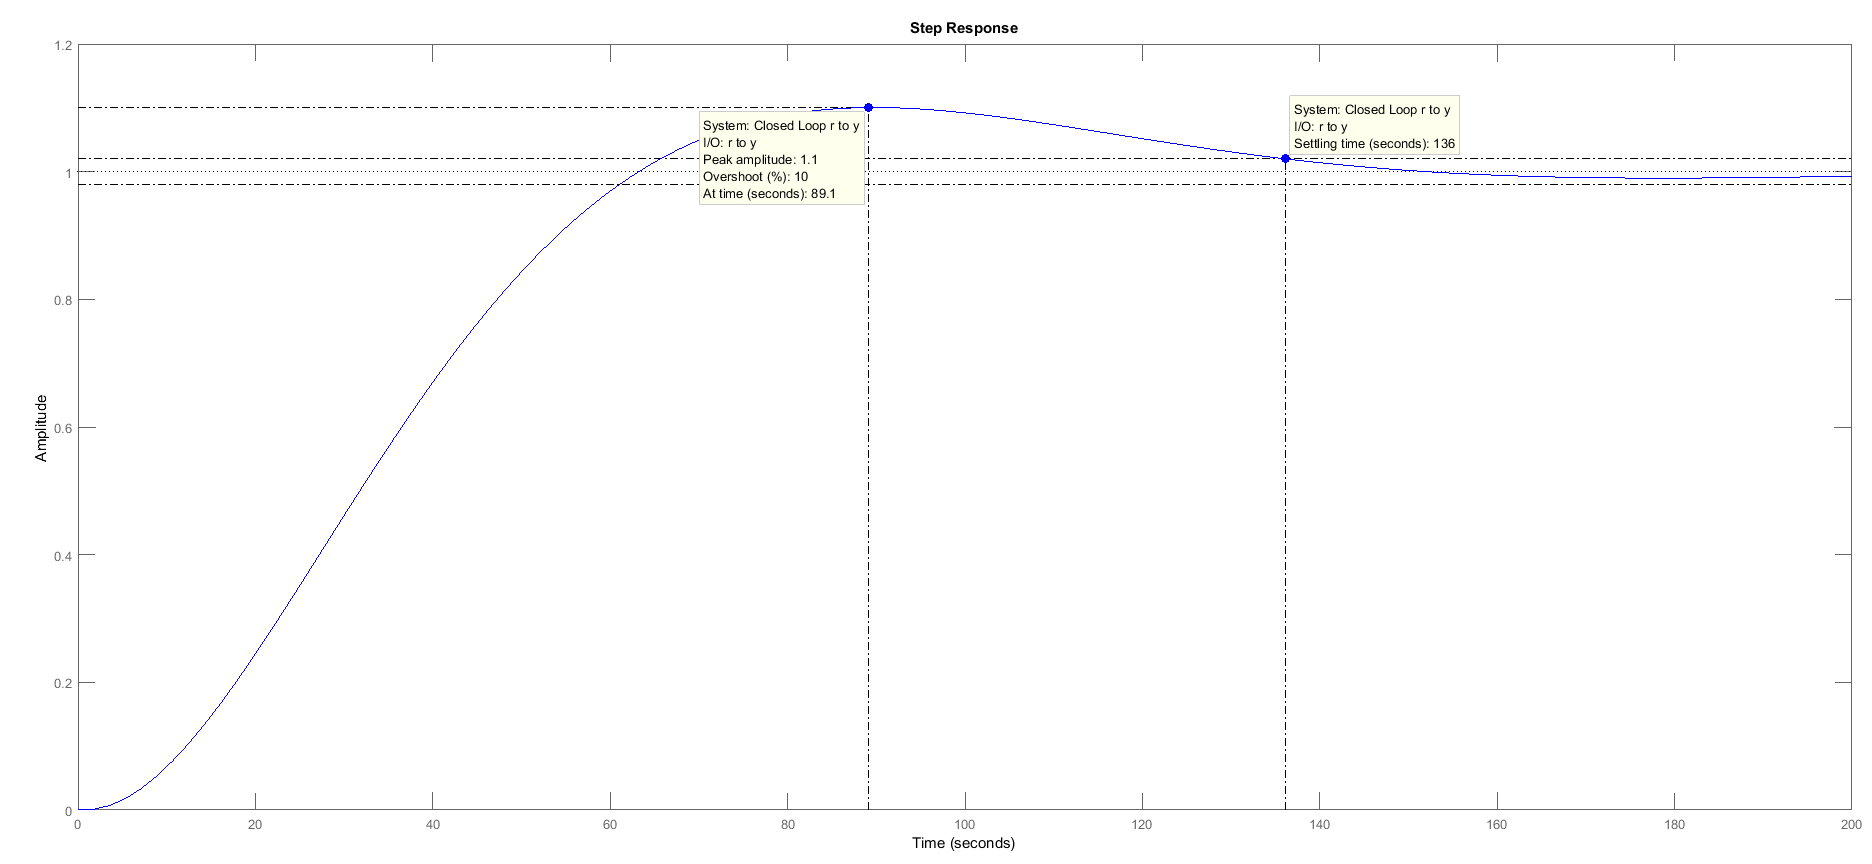 Step Response
System: Closed Loop r to y
I/O: r to y
Peak amplitude: 1.1
Overshoot (%): 10
At time (seconds): 89.1
System: Closed Loop r to y
I/O: r to y
Settling time (seconds): 136
Amplitude
1.2
1
0.8
0.6
0.4
0.2
0
0 20 40 60 80 100 120 140 160 180 200
Time (seconds)